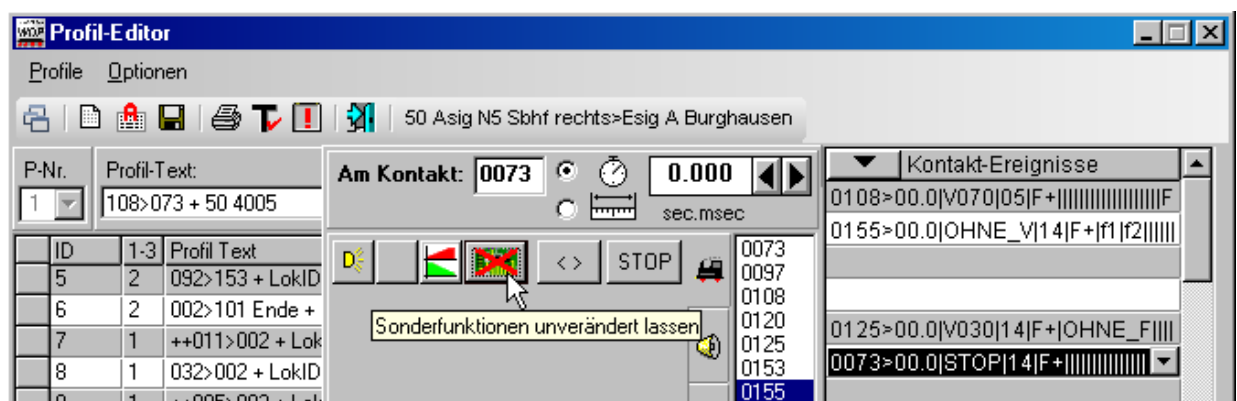 Profil-Editor
Profile Optionen
50 Asig N5 Sbhf rechts>Esig A Burghausen
P-Nr. Profil-Text:
1 108>073 + 50 4005
Am Kontakt: 0073 0.000
sec.msec
Kontakt-Ereignisse
0108>00.0|V070|05|F+||||||||||||||||||||F
0155>00.0|OHNE_V|14|F+|f1|f2||||||
0125>00.0|V030|14|F+|OHNE_F||||
0073>00.0|STOP|14|F+||||||||||||||||
ID 1-3 Profil Text
5 2 092>153 + LokID
6 2 002>101 Ende +
7 1 ++011>002 + Lok
8 1 032>002 + LokID
< > STOP
Sonderfunktionen unverändert lassen
0073
0097
0108
0120
0125
0153
0155